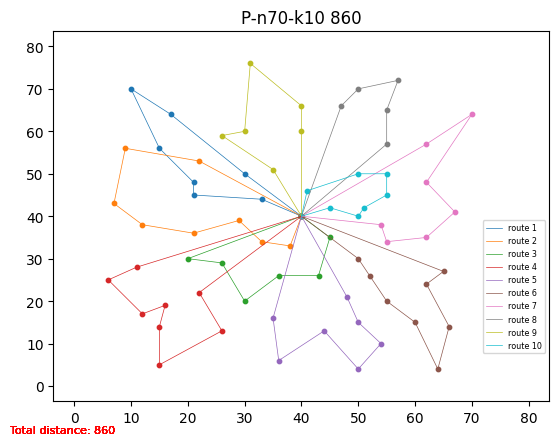 P-n70-k10 860
80
70
60
50
40
30
20
10
0
0 10 20 30 40 50 60 70 80
route 1
route 2
route 3
route 4
route 5
route 6
route 7
route 8
route 9
route 10
Total distance: 860